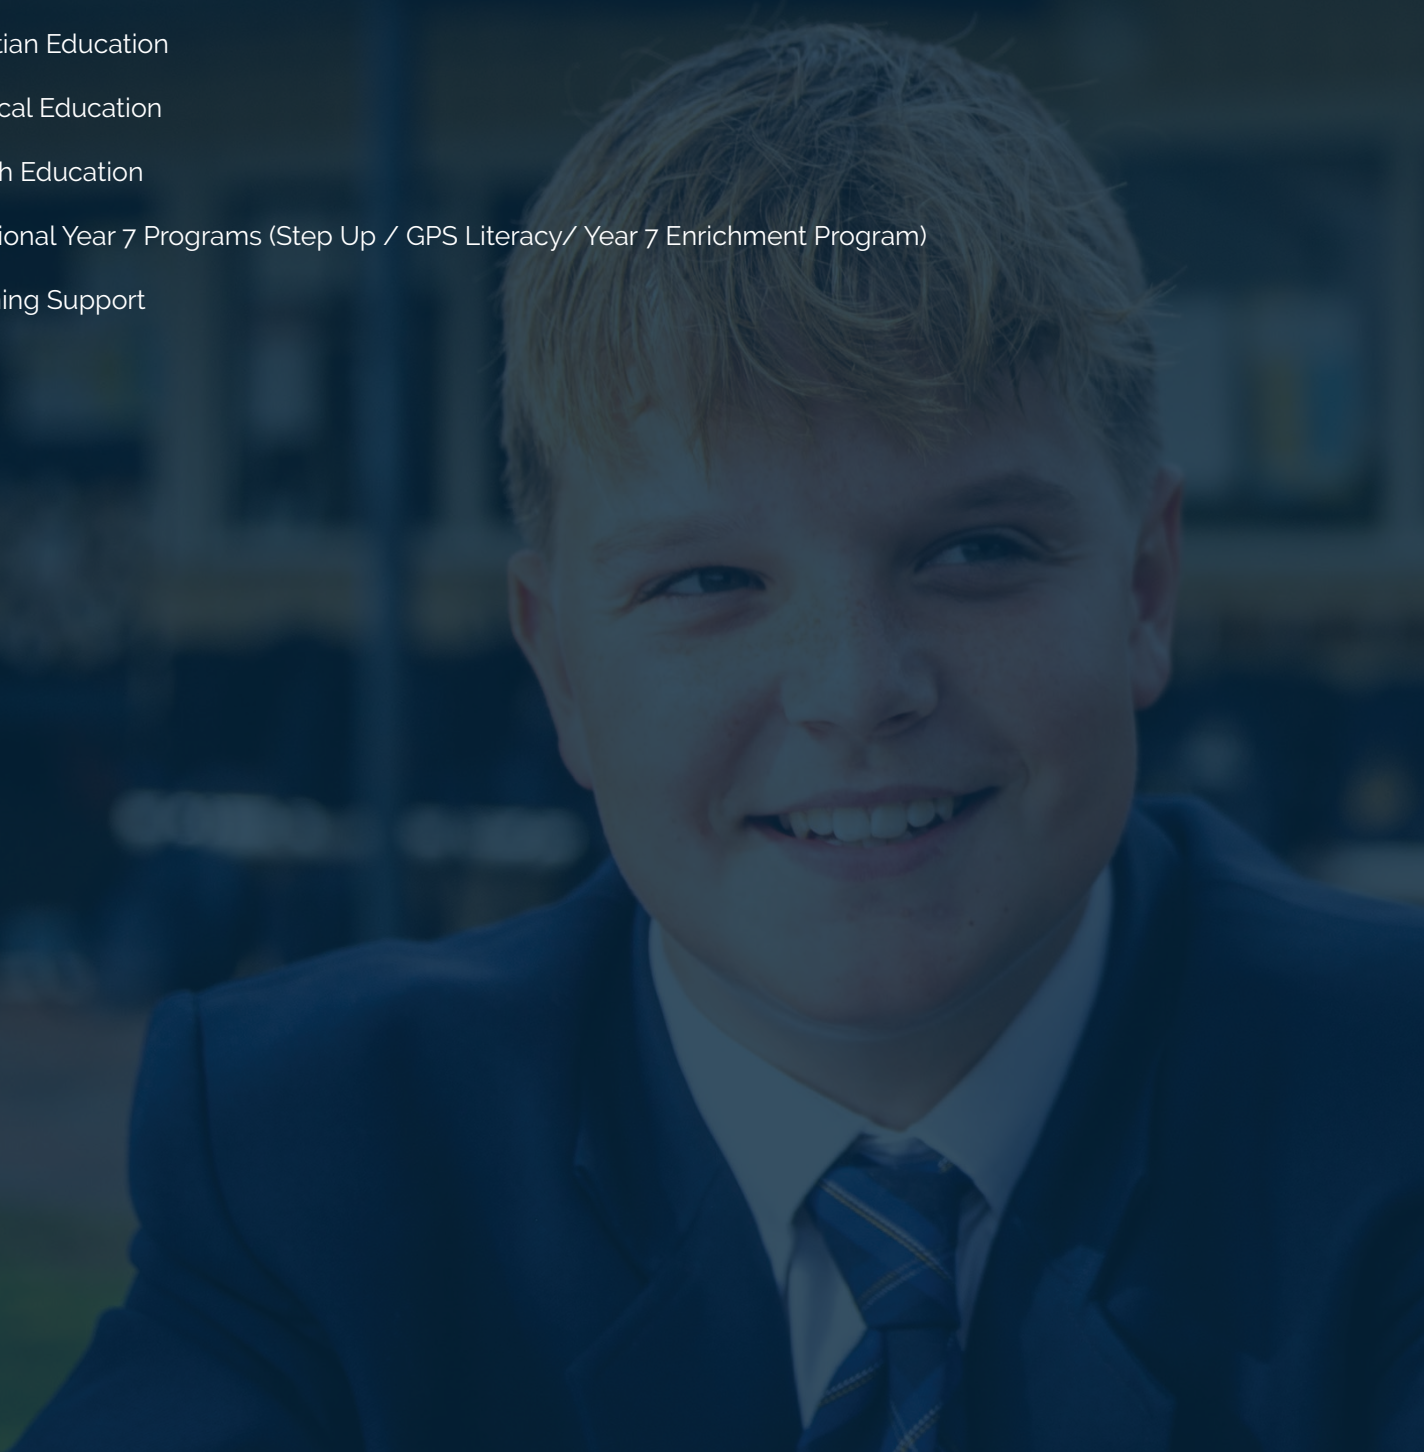 tian Education
cal Education
h Education
ional Year 7 Programs (Step Up / GPS Literacy/ Year 7 Enrichment Program)
ing Support